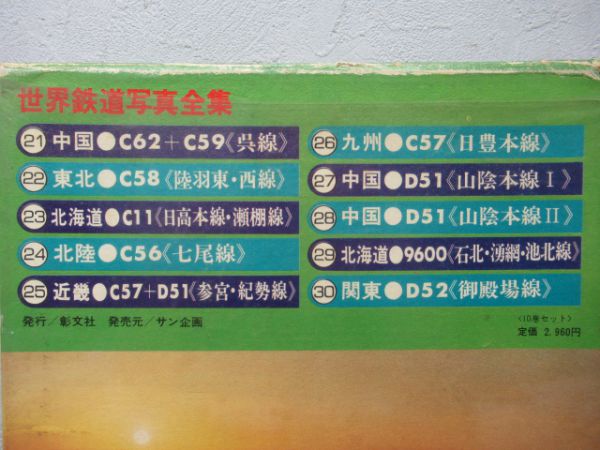 世界鉄道写真全集
21 中国●C62＋C59《呉線》
22 東北●C58《陸羽東・西線》
23 北海道●C11《日高本線・瀬棚線》
24 北陸●C56《七尾線》
25 近畿●C57＋D51《参宮・紀勢線》
26 九州●C57《日豊本線》
27 中国●D51《山陰本線Ⅰ》
28 中国●D51《山陰本線Ⅱ》
29 北海道●9600《石北・湧網・池北線》
30 関東●D52《御殿場線》
発行／彰文社 発売元／サン企画
〈10巻セット〉
定価 2,960円